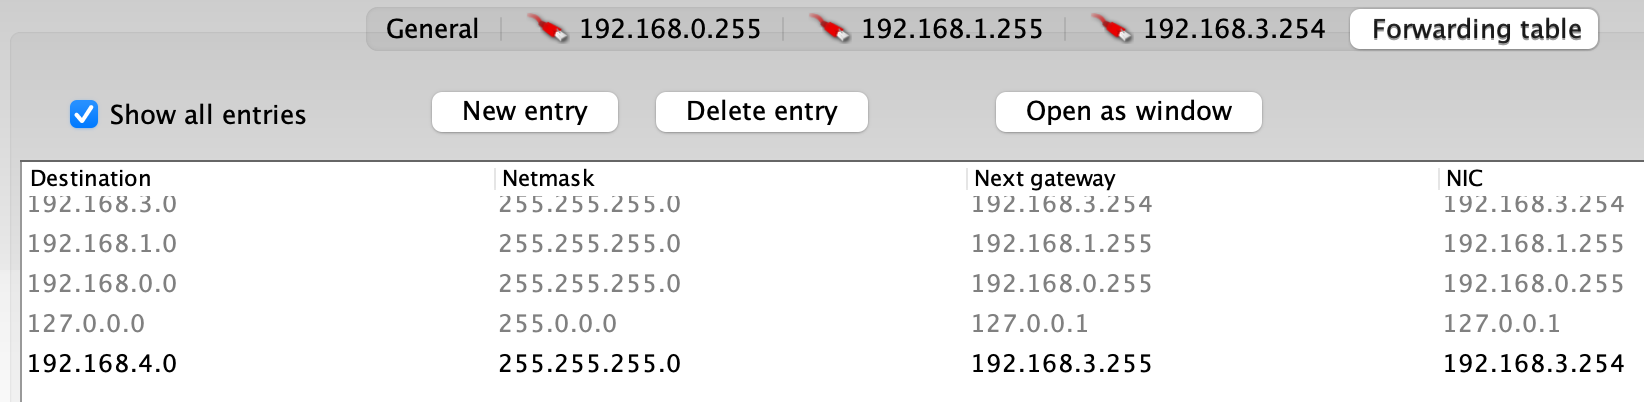 General 192.168.0.255 192.168.1.255 192.168.3.254 Forwarding table
Show all entries New entry Delete entry Open as window
Destination Netmask Next gateway NIC
192.168.3.0 255.255.255.0 192.168.3.254 192.168.3.254
192.168.1.0 255.255.255.0 192.168.1.255 192.168.1.255
192.168.0.0 255.255.255.0 192.168.0.255 192.168.0.255
127.0.0.0 255.0.0.0 127.0.0.1 127.0.0.1
192.168.4.0 255.255.255.0 192.168.3.255 192.168.3.254